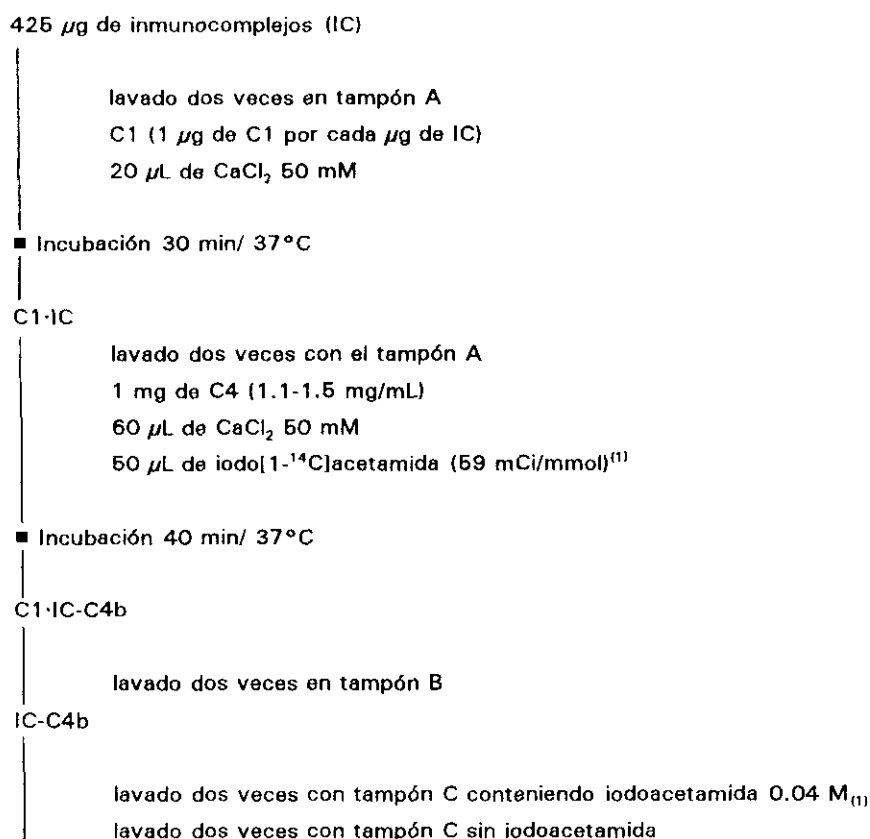 425 µg de inmunocomplejos (IC)
lavado dos veces en tampón A
C1 (1 µg de C1 por cada µg de IC)
20 µL de CaCl₂ 50 mM
■ Incubación 30 min/ 37°C
C1·IC
lavado dos veces con el tampón A
1 mg de C4 (1.1-1.5 mg/mL)
60 µL de CaCl₂ 50 mM
50 µL de iodo[1-¹⁴C]acetamida (59 mCi/mmol)⁽¹⁾
■ Incubación 40 min/ 37°C
C1·IC-C4b
lavado dos veces en tampón B
IC-C4b
lavado dos veces con tampón C conteniendo iodoacetamida 0.04 M₍₁₎
lavado dos veces con tampón C sin iodoacetamida